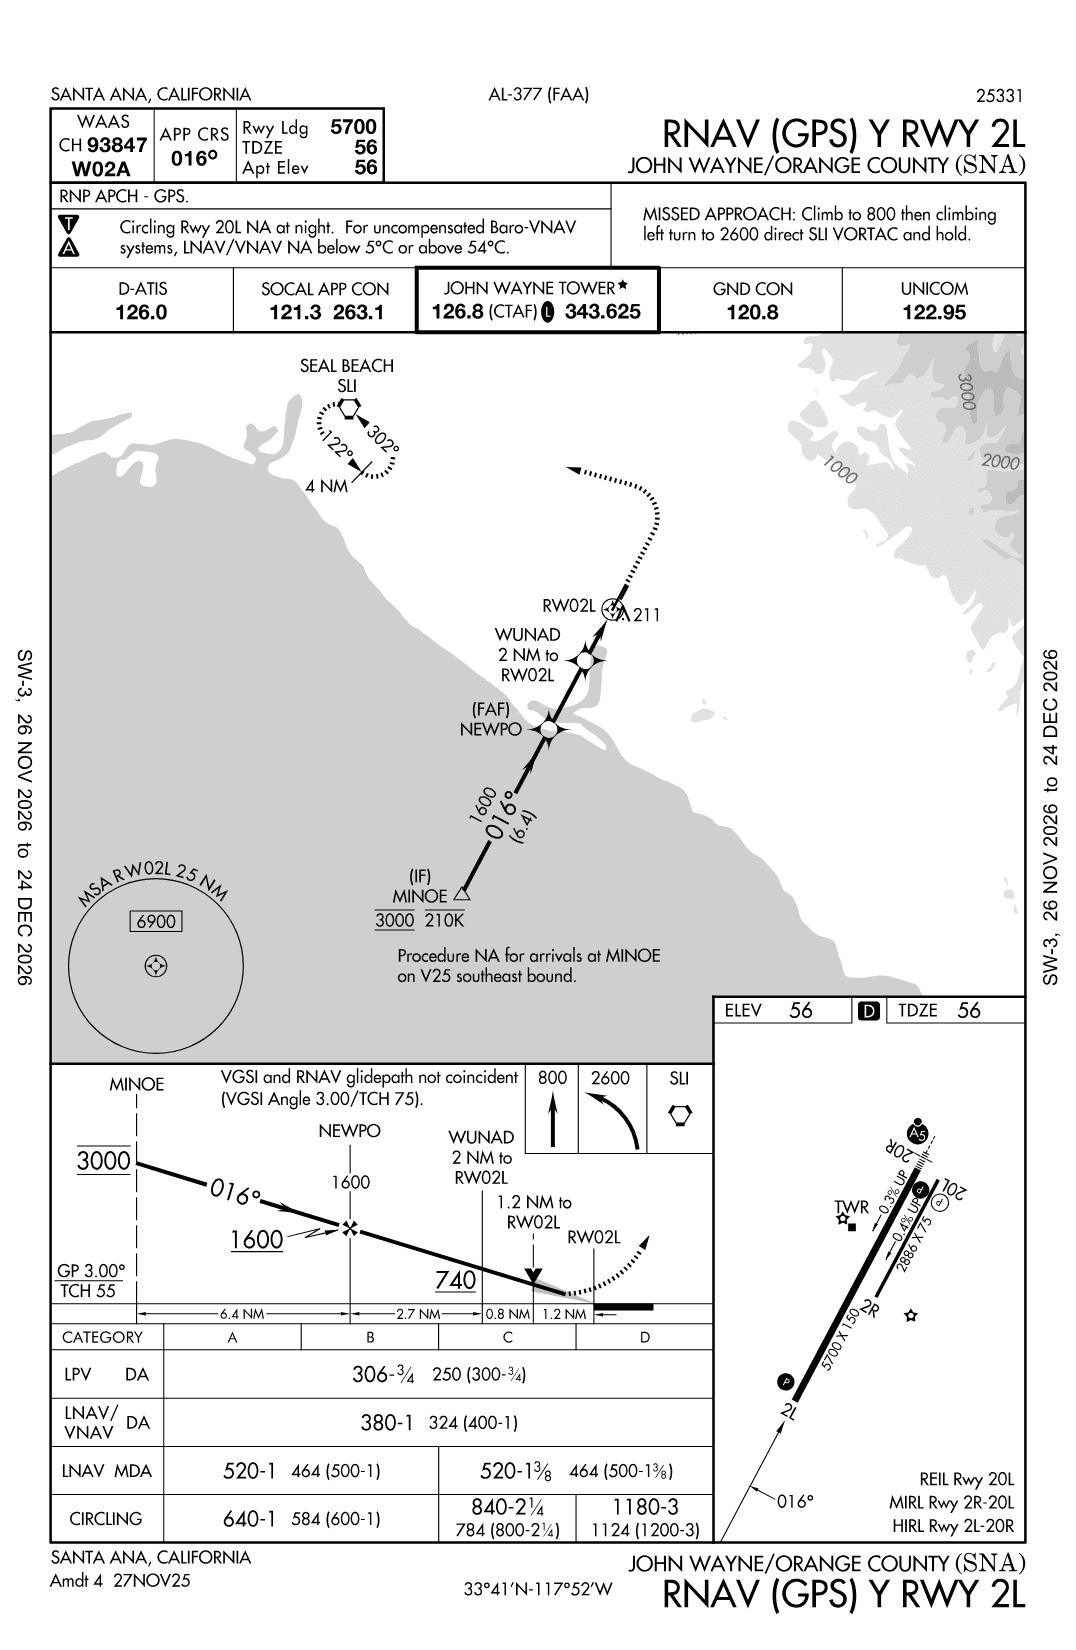 SANTA ANA, CALIFORNIA
AL-377 (FAA)
25331
WAAS
CH 93847
W02A
APP CRS
016°
Rwy Ldg 5700
TDZE 56
Apt Elev 56
RNAV (GPS) Y RWY 2L
JOHN WAYNE/ORANGE COUNTY (SNA)
RNP APCH - GPS.
T
A
Circling Rwy 20L NA at night. For uncompensated Baro-VNAV
systems, LNAV/VNAV NA below 5°C or above 54°C.
MISSED APPROACH: Climb to 800 then climbing
left turn to 2600 direct SLI VORTAC and hold.
D-ATIS
126.0
SOCAL APP CON
121.3 263.1
JOHN WAYNE TOWER★
126.8 (CTAF) L 343.625
GND CON
120.8
UNICOM
122.95
SEAL BEACH
SLI
302°
122°
4 NM
3000
2000
1000
RW02L
211
WUNAD
2 NM to
RW02L
(FAF)
NEWPO
1600
016°
(6.4)
(IF)
MINOE
3000 210K
Procedure NA for arrivals at MINOE
on V25 southeast bound.
MSA RW02L 25 NM
6900
SW-3, 26 NOV 2026 to 24 DEC 2026
SW-3, 26 NOV 2026 to 24 DEC 2026
ELEV 56
D
TDZE 56
A5
20R
20L
P
P
0.3% UP
0.4% UP
2886 X 75
TWR
2R
5700 X 150
P
2L
016°
REIL Rwy 20L
MIRL Rwy 2R-20L
HIRL Rwy 2L-20R
MINOE
VGSI and RNAV glidepath not coincident
(VGSI Angle 3.00/TCH 75).
800
2600
SLI
NEWPO
WUNAD
2 NM to
RW02L
3000
016°
1600
1600
1.2 NM to
RW02L
RW02L
740
GP 3.00°
TCH 55
6.4 NM
2.7 NM
0.8 NM
1.2 NM
CATEGORY A B C D
LPV DA 306-¾ 250 (300-¾)
LNAV/
VNAV DA 380-1 324 (400-1)
LNAV MDA 520-1 464 (500-1) 520-1⅜ 464 (500-1⅜)
CIRCLING 640-1 584 (600-1)
840-2¼
784 (800-2¼)
1180-3
1124 (1200-3)
SANTA ANA, CALIFORNIA
Amdt 4 27NOV25
33°41'N-117°52'W
JOHN WAYNE/ORANGE COUNTY (SNA)
RNAV (GPS) Y RWY 2L